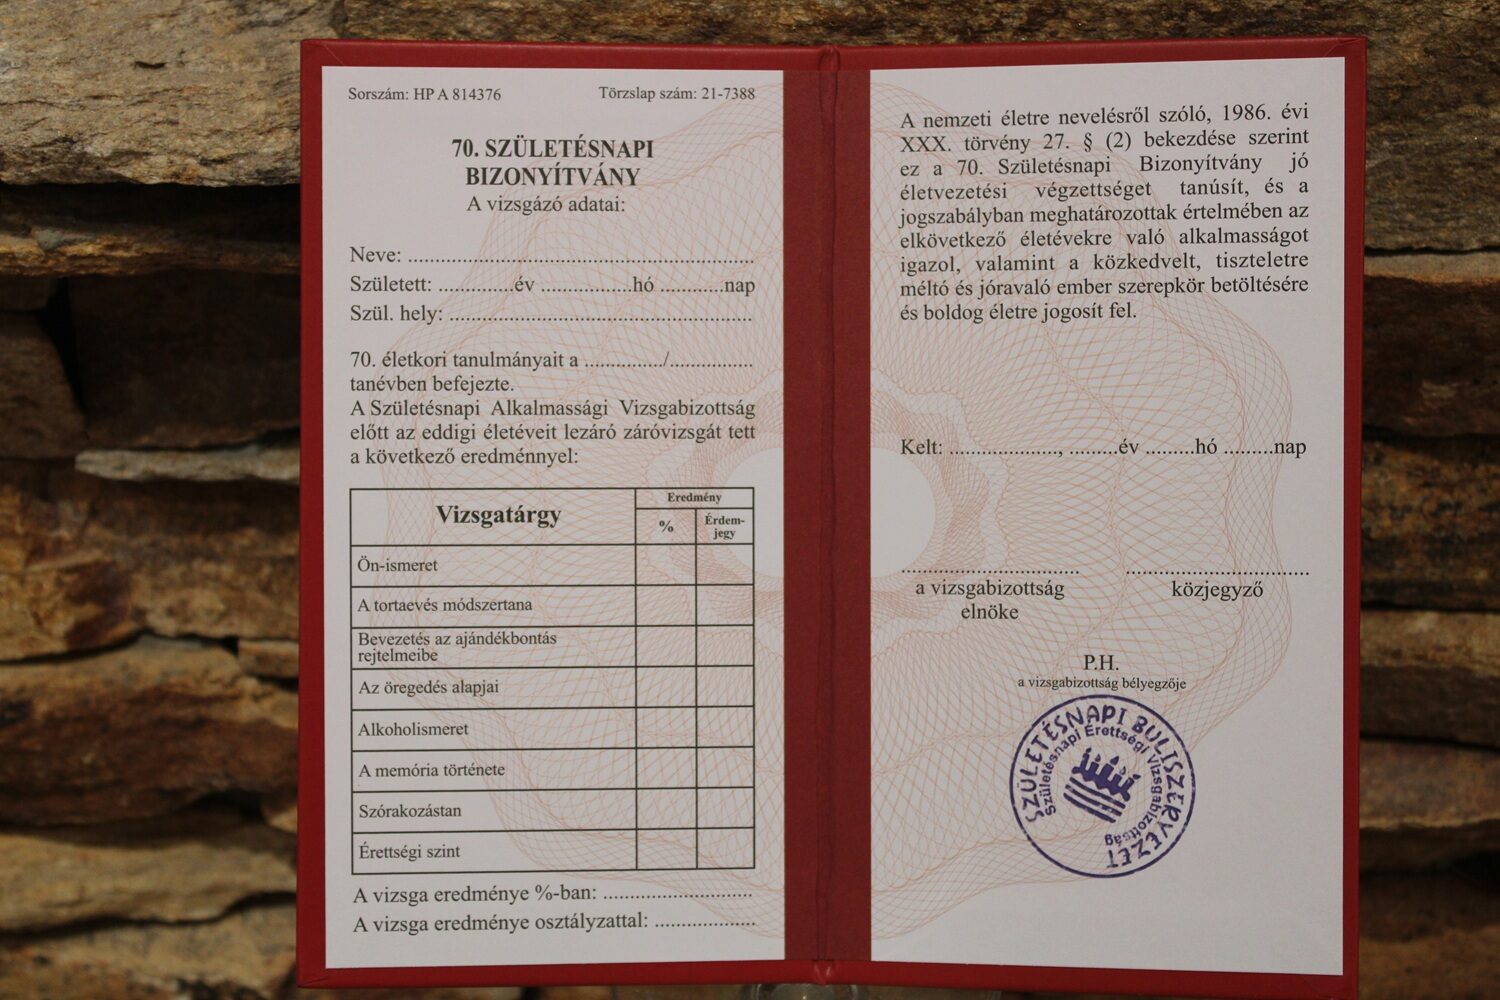 Sorszám: HP A 814376 Törzslap szám: 21-7388
70. SZÜLETÉSNAPI
BIZONYÍTVÁNY
A vizsgázó adatai:
Neve: ..........................................................
Született: ..............év .................hó ............nap
Szül. hely: .......................................................
70. életkori tanulmányait a .............../................
tanévben befejezte.
A Születésnapi Alkalmassági Vizsgabizottság
előtt az eddigi életéveit lezáró záróvizsgát tett
a következő eredménnyel:
Vizsgatárgy
Eredmény
%
Érdem-
jegy
Ön-ismeret
A tortaevés módszertana
Bevezetés az ajándékbontás
rejtelmeibe
Az öregedés alapjai
Alkoholismeret
A memória története
Szórakozástan
Érettségi szint
A vizsga eredménye %-ban: ...........................
A vizsga eredménye osztályzattal: ...................
A nemzeti életre nevelésről szóló, 1986. évi
XXX. törvény 27. § (2) bekezdése szerint
ez a 70. Születésnapi Bizonyítvány jó
életvezetési végzettséget tanúsít, és a
jogszabályban meghatározottak értelmében az
elkövetkező életévekre való alkalmasságot
igazol, valamint a közkedvelt, tiszteletre
méltó és jóravaló ember szerepkör betöltésére
és boldog életre jogosít fel.
Kelt: ...................., .........év .........hó .........nap
a vizsgabizottság
elnöke
közjegyző
P.H.
a vizsgabizottság bélyegzője
SZÜLETÉSNAPI BULISZERVEZET
Születésnapi Érettségi Vizsgabizottság